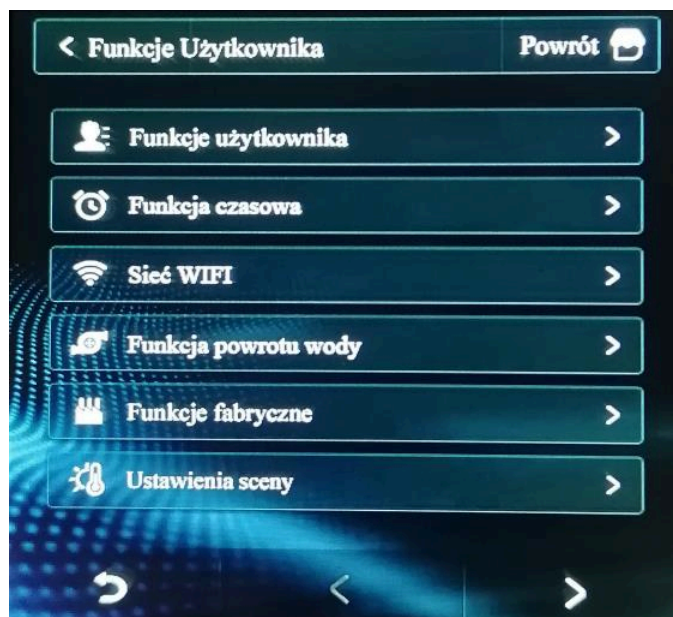 Funkcje Użytkownika Powrót
Funkcje użytkownika
Funkcja czasowa
Sieć WIFI
Funkcja powrotu wody
Funkcje fabryczne
Ustawienia sceny